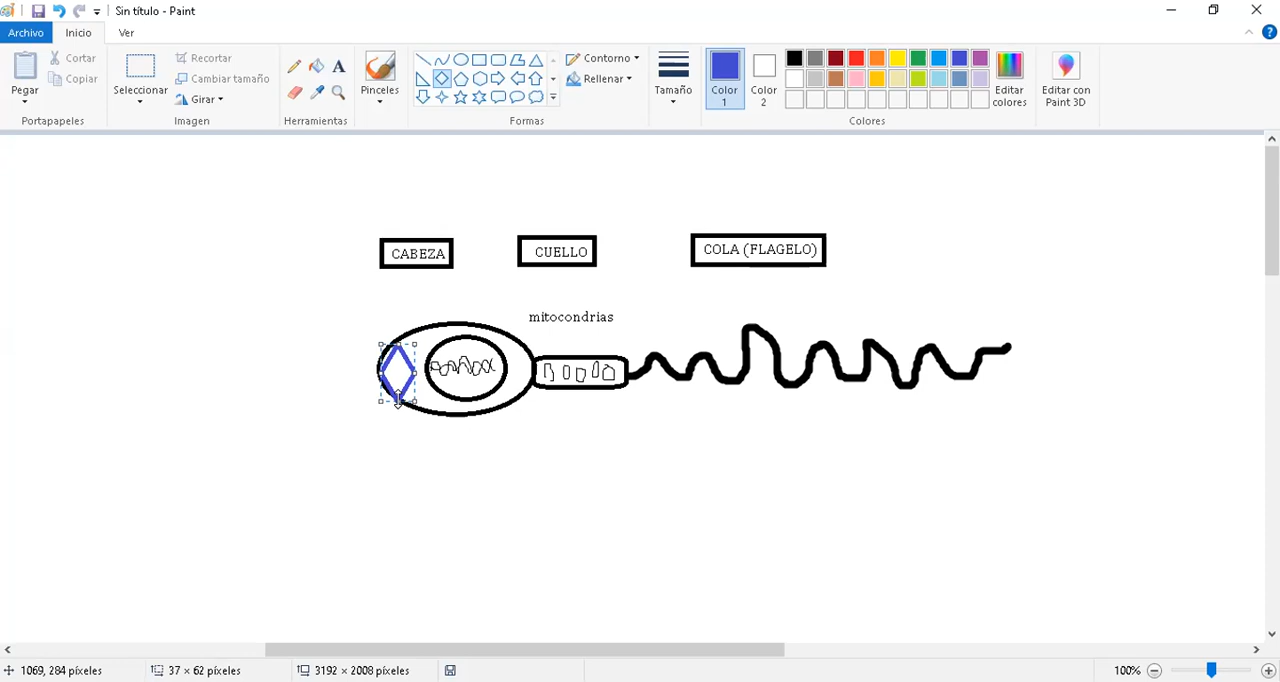 Sin título - Paint
Archivo
Inicio
Ver
Pegar
Cortar
Copiar
Portapapeles
Seleccionar
Recortar
Cambiar tamaño
Girar
Imagen
Herramientas
Pinceles
Contorno
Rellenar
Formas
Tamaño
Color 1
Color 2
Editar colores
Editar con Paint 3D
Colores
CABEZA
CUELLO
COLA (FLAGELO)
mitocondrias
1069, 284 píxeles
37 × 62 píxeles
3192 × 2008 píxeles
100%